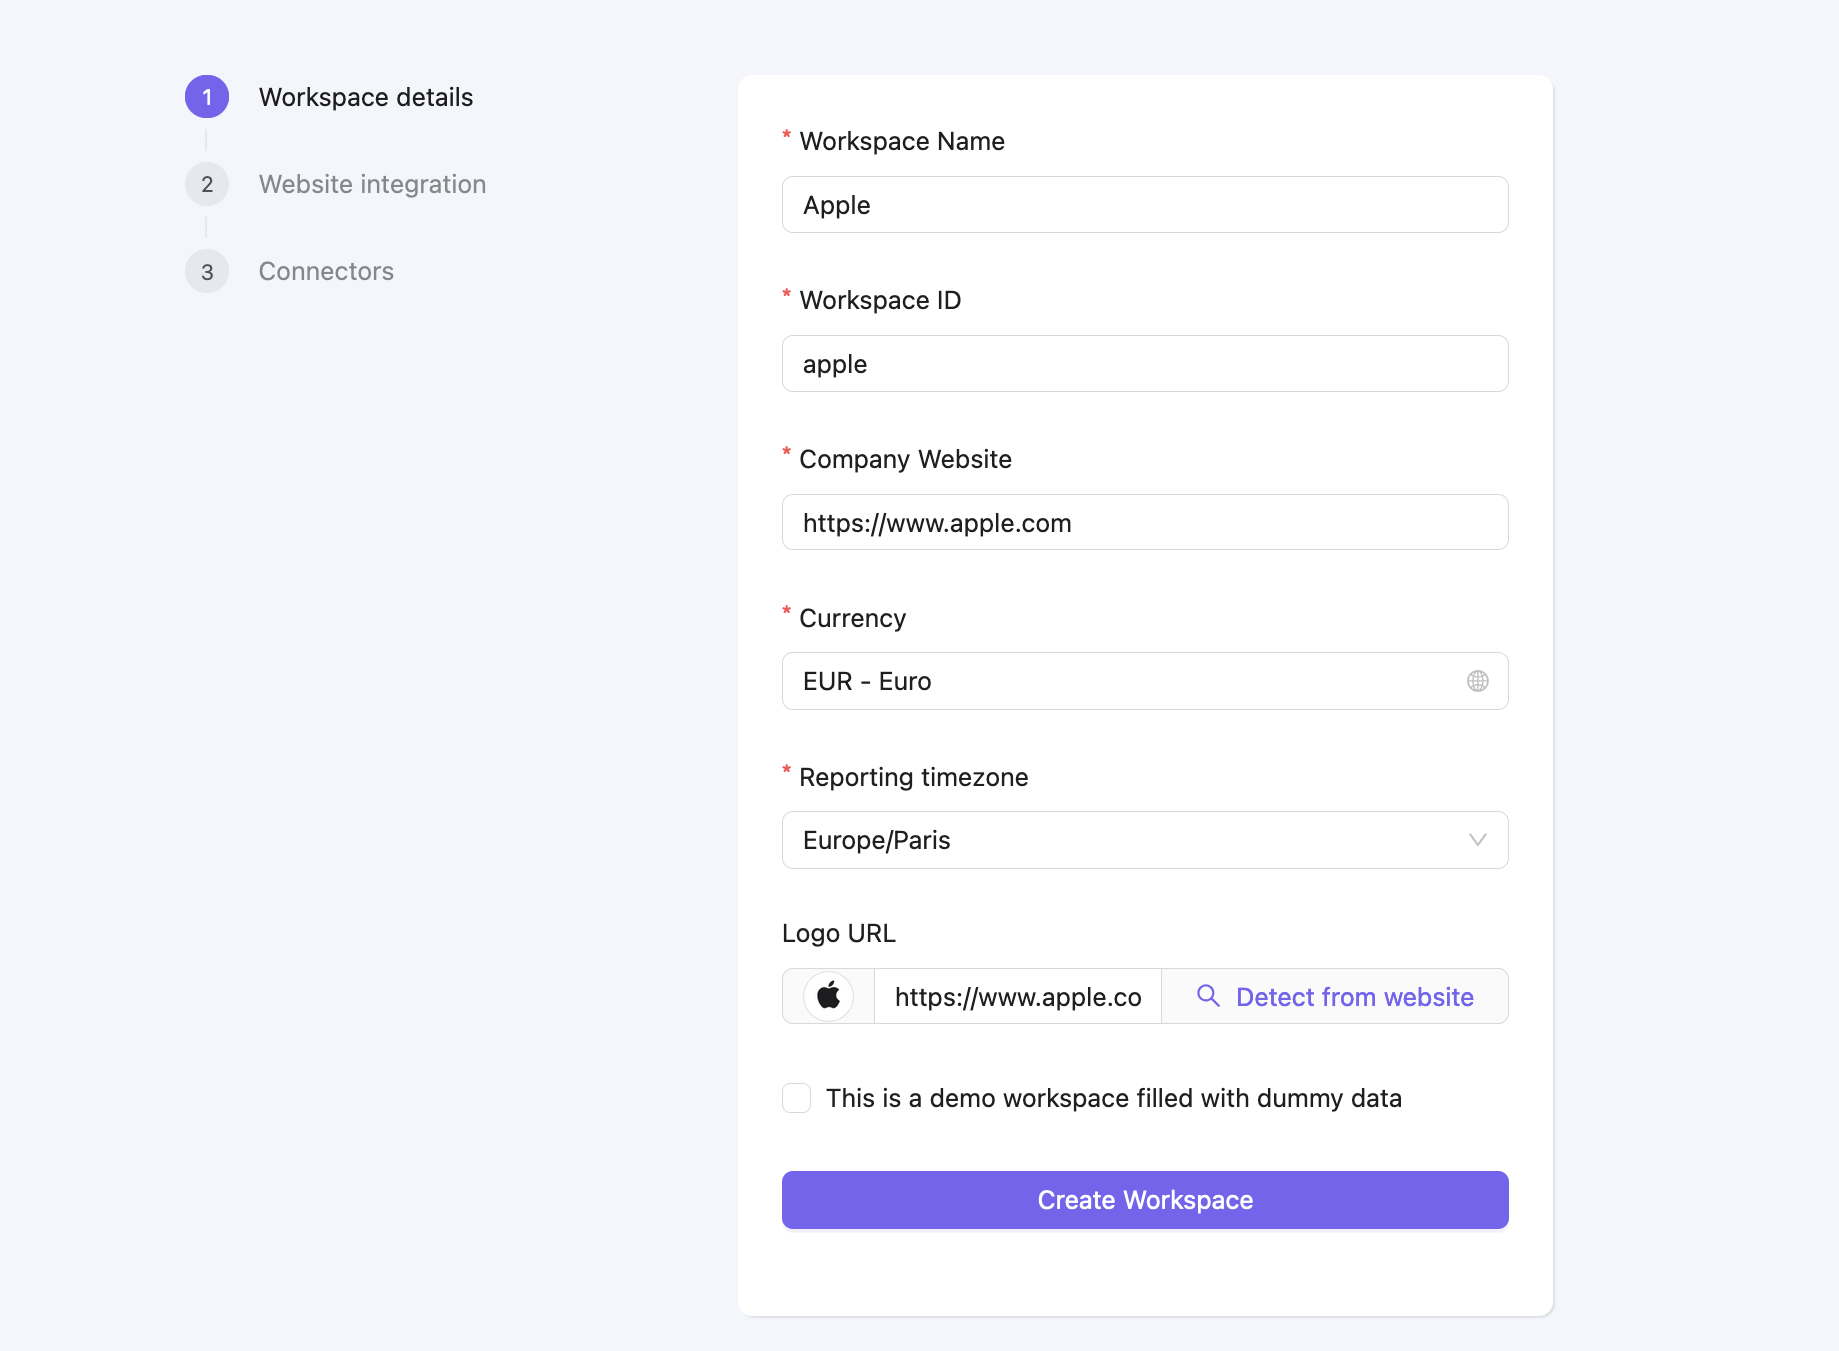 1 Workspace details
2 Website integration
3 Connectors
* Workspace Name
Apple
* Workspace ID
apple
* Company Website
https://www.apple.com
* Currency
EUR - Euro
* Reporting timezone
Europe/Paris
Logo URL
https://www.apple.co
Detect from website
This is a demo workspace filled with dummy data
Create Workspace